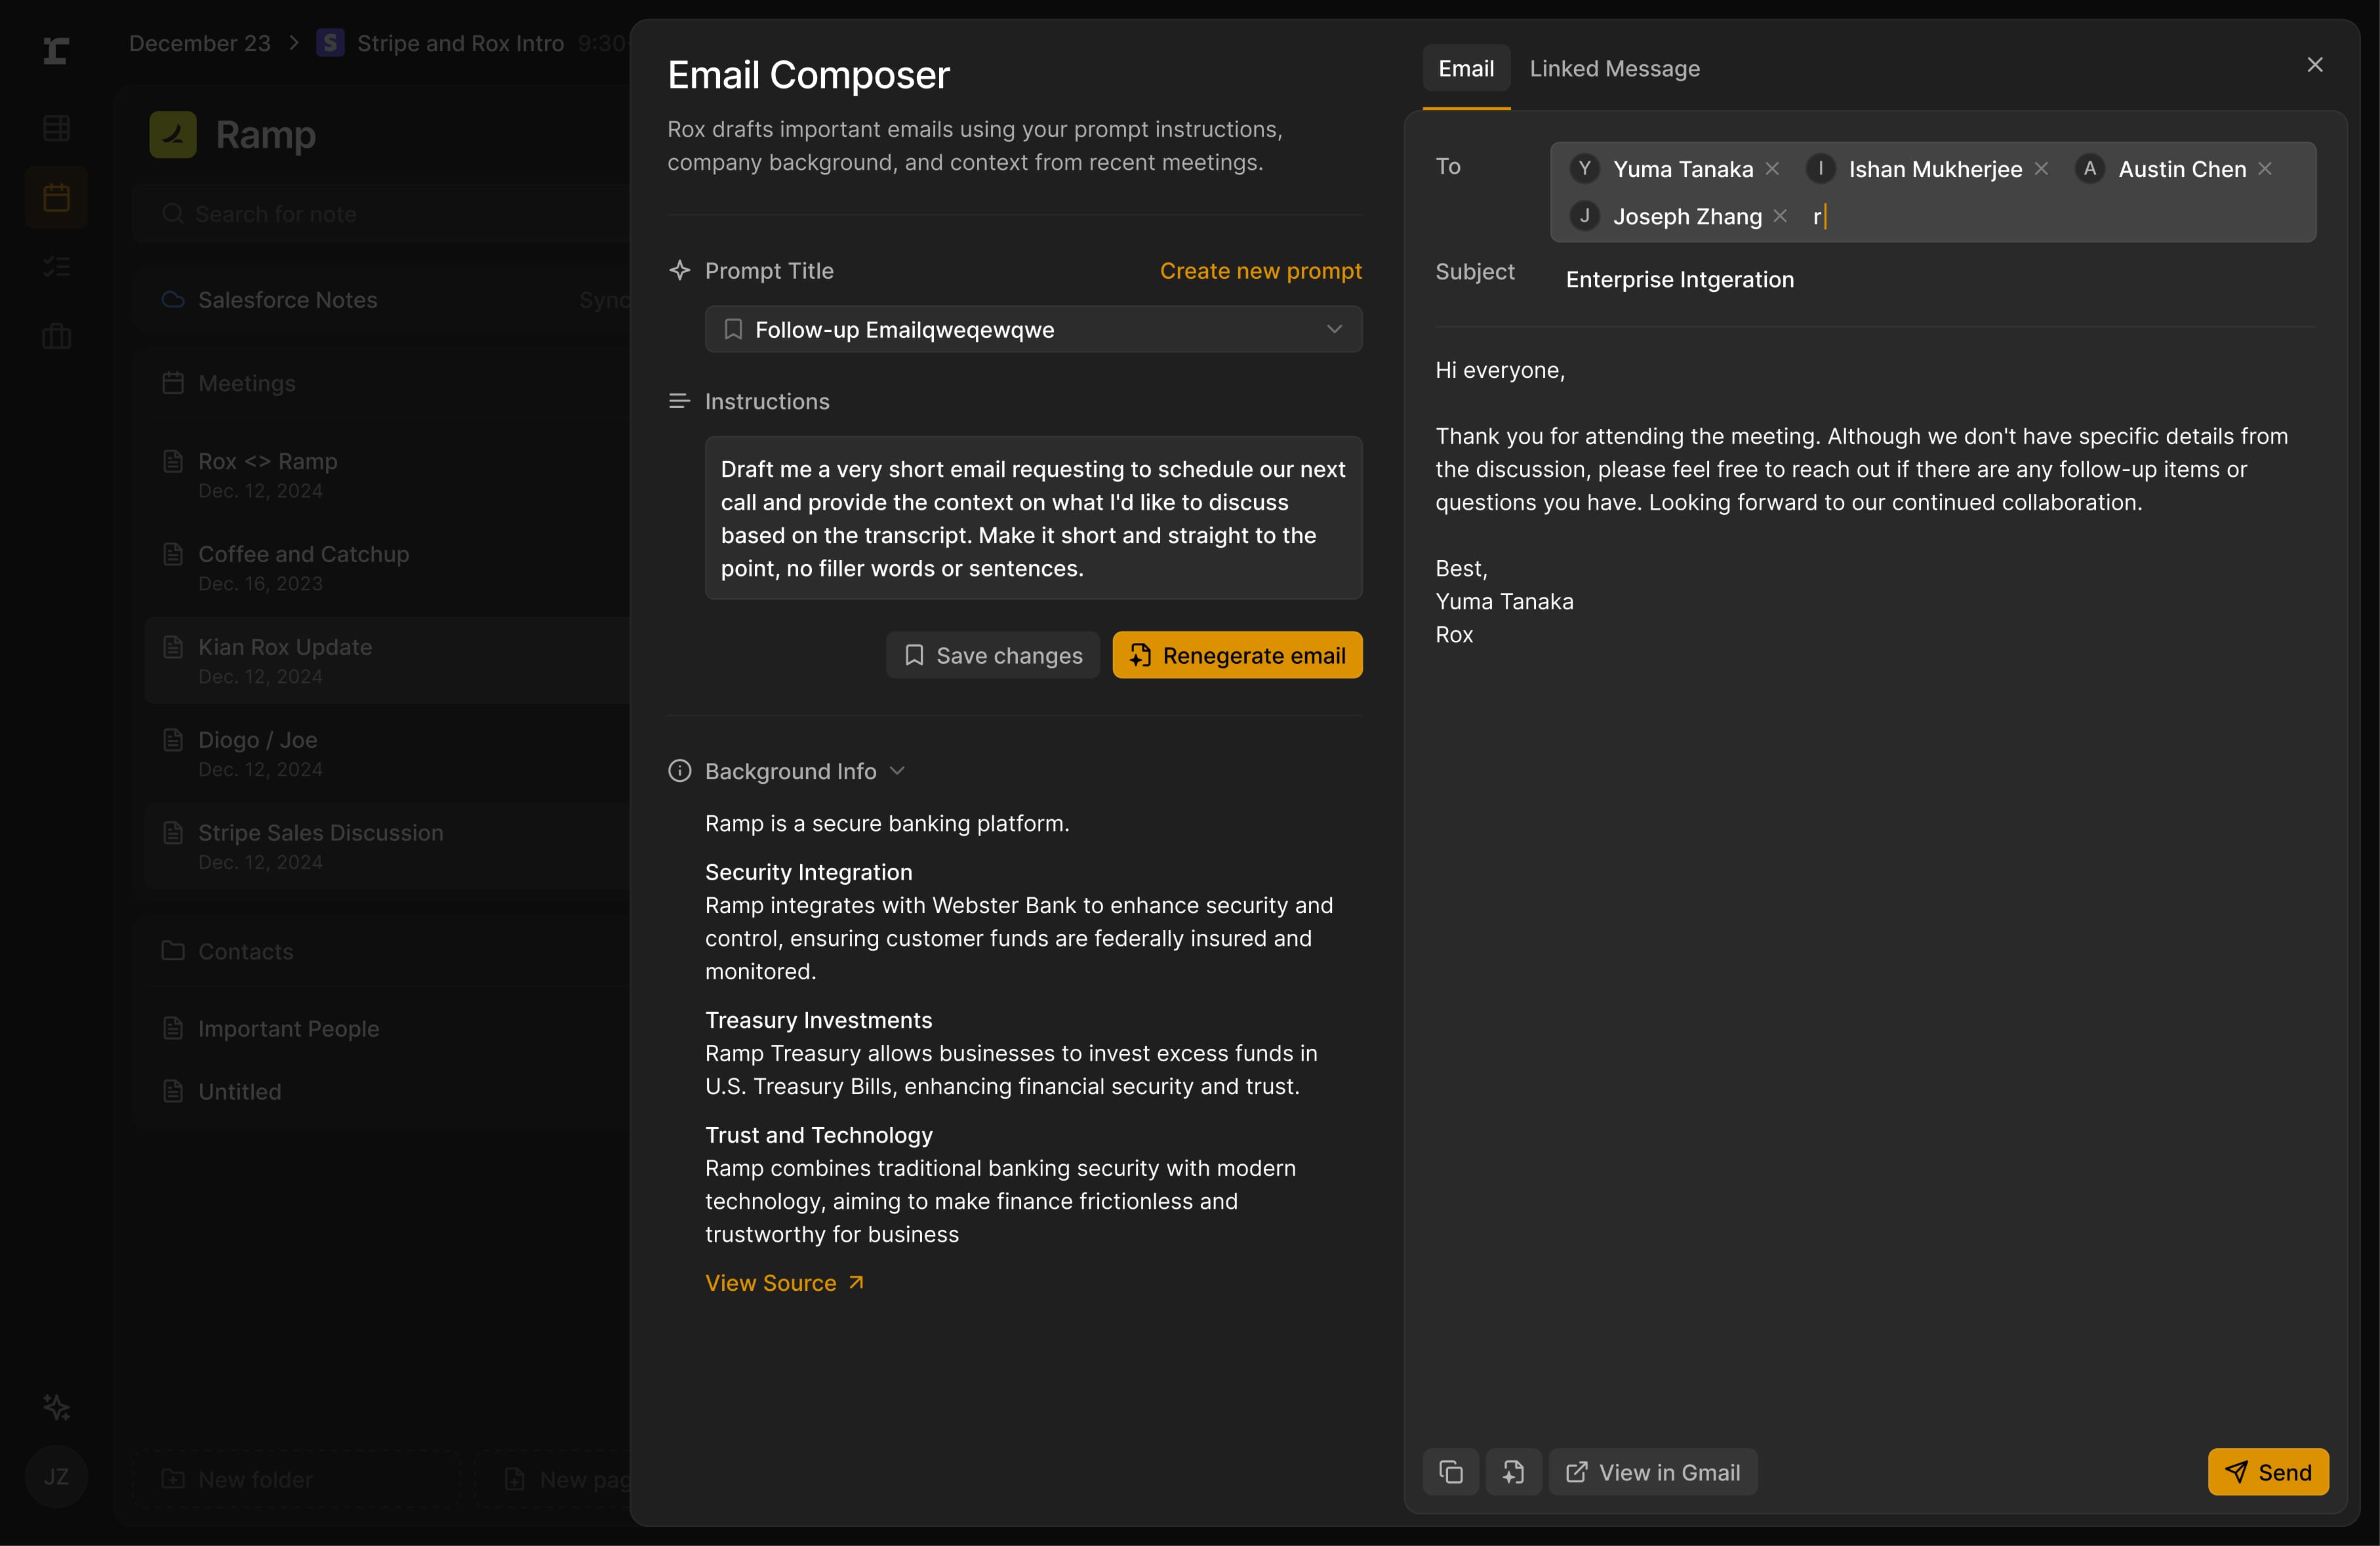 December 23 > S Stripe and Rox Intro 9:30
Ramp
Search for note
Salesforce Notes Sync
Meetings
Rox <> Ramp
Dec. 12, 2024
Coffee and Catchup
Dec. 16, 2023
Kian Rox Update
Dec. 12, 2024
Diogo / Joe
Dec. 12, 2024
Stripe Sales Discussion
Dec. 12, 2024
Contacts
Important People
Untitled
JZ
New folder
New pag
Email Composer
Rox drafts important emails using your prompt instructions,
company background, and context from recent meetings.
Prompt Title Create new prompt
Follow-up Emailqweqewqwe
Instructions
Draft me a very short email requesting to schedule our next
call and provide the context on what I'd like to discuss
based on the transcript. Make it short and straight to the
point, no filler words or sentences.
Save changes Renegerate email
Background Info
Ramp is a secure banking platform.
Security Integration
Ramp integrates with Webster Bank to enhance security and
control, ensuring customer funds are federally insured and
monitored.
Treasury Investments
Ramp Treasury allows businesses to invest excess funds in
U.S. Treasury Bills, enhancing financial security and trust.
Trust and Technology
Ramp combines traditional banking security with modern
technology, aiming to make finance frictionless and
trustworthy for business
View Source
Email Linked Message
To Y Yuma Tanaka I Ishan Mukherjee A Austin Chen
J Joseph Zhang r
Subject Enterprise Intgeration
Hi everyone,
Thank you for attending the meeting. Although we don't have specific details from
the discussion, please feel free to reach out if there are any follow-up items or
questions you have. Looking forward to our continued collaboration.
Best,
Yuma Tanaka
Rox
View in Gmail Send